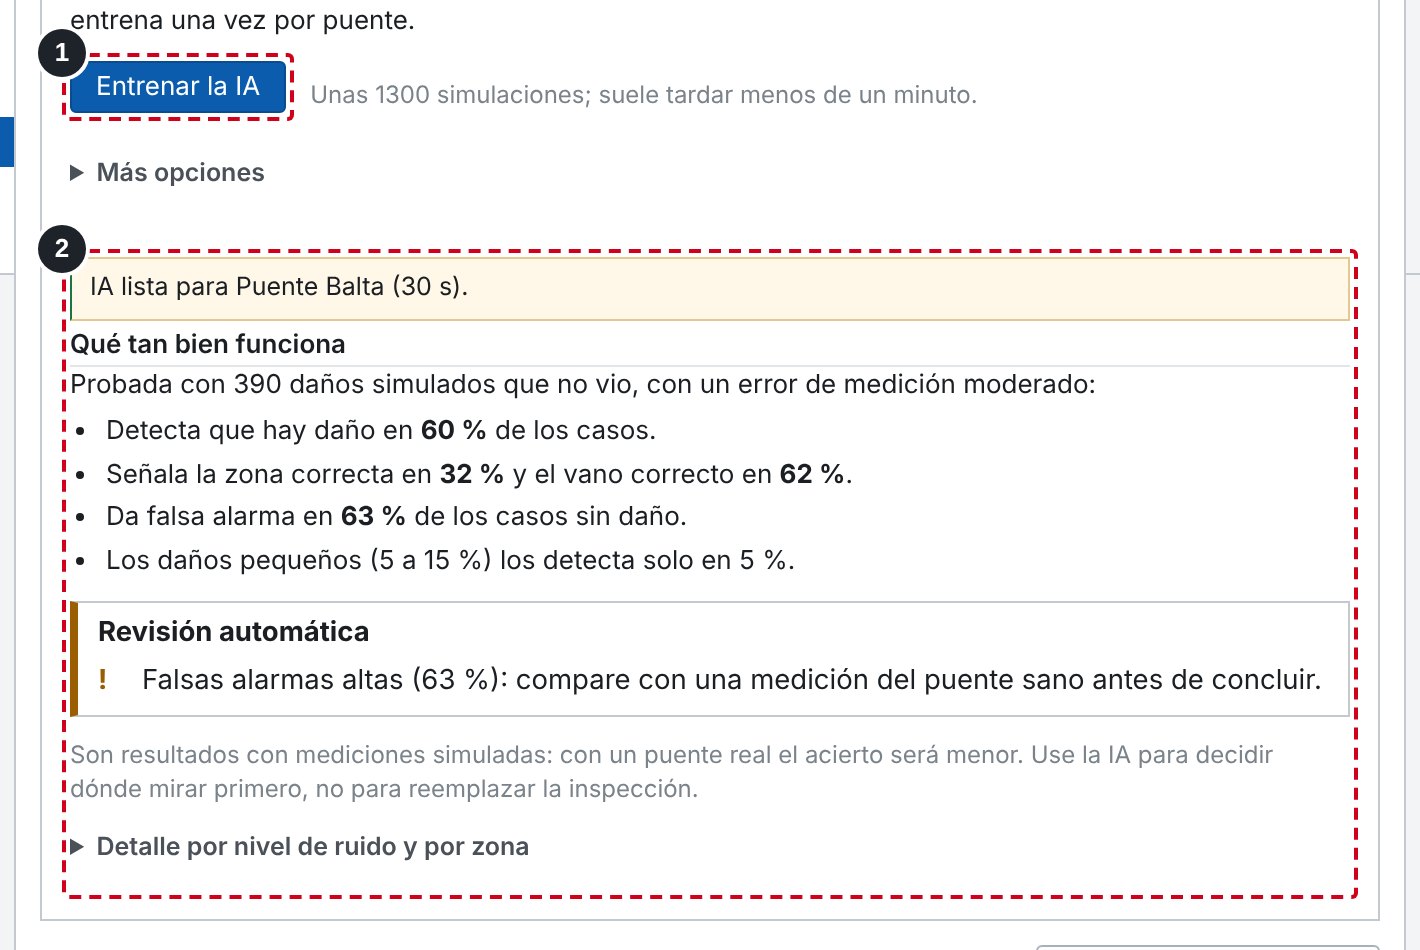 entrena una vez por puente.
1
Entrenar la IA
Unas 1300 simulaciones; suele tardar menos de un minuto.
Más opciones
2
IA lista para Puente Balta (30 s).
Qué tan bien funciona
Probada con 390 daños simulados que no vio, con un error de medición moderado:
Detecta que hay daño en 60 % de los casos.
Señala la zona correcta en 32 % y el vano correcto en 62 %.
Da falsa alarma en 63 % de los casos sin daño.
Los daños pequeños (5 a 15 %) los detecta solo en 5 %.
Revisión automática
! Falsas alarmas altas (63 %): compare con una medición del puente sano antes de concluir.
Son resultados con mediciones simuladas: con un puente real el acierto será menor. Use la IA para decidir
dónde mirar primero, no para reemplazar la inspección.
Detalle por nivel de ruido y por zona